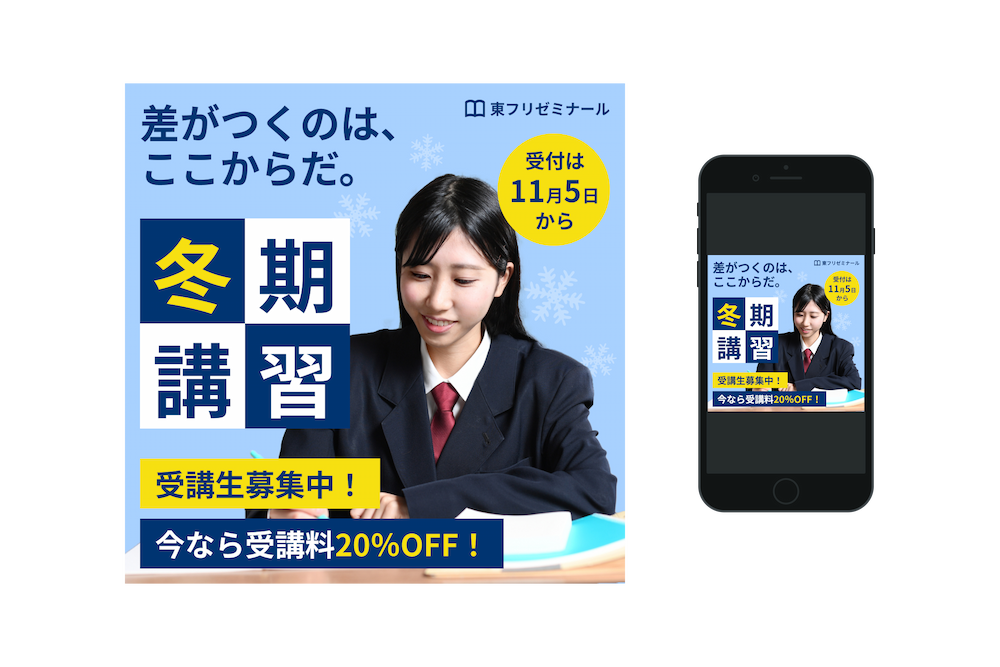 差がつくのは、
ここからだ。
東フリゼミナール
受付は
11月5日
から
冬期
講習
受講生募集中！
今なら受講料20%OFF！
差がつくのは、
ここからだ。
東フリゼミナール
受付は
11月5日
から
冬期
講習
受講生募集中！
今なら受講料20%OFF！